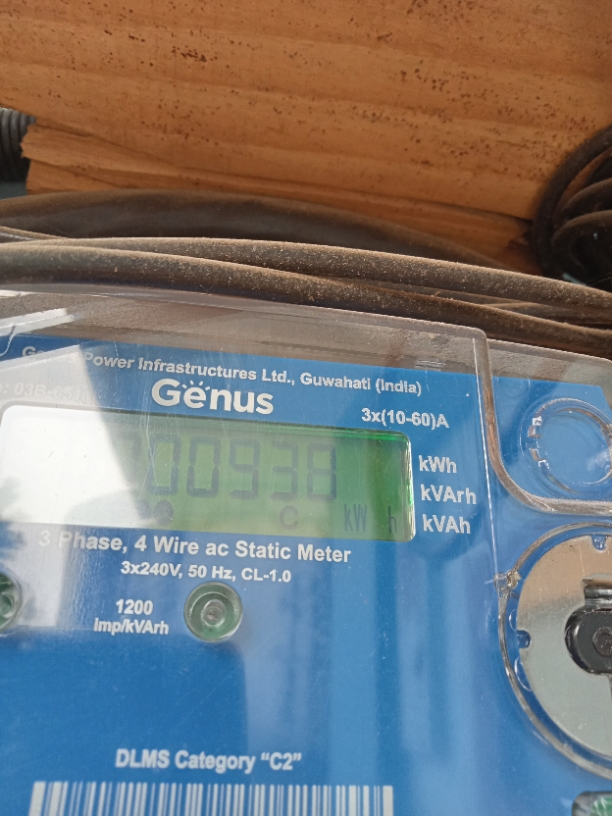 Power Infrastructures Ltd., Guwahati (India)
Genus
3x(10-60)A
00938
kWh
kVArh
kVAh
C kW h
3 Phase, 4 Wire ac Static Meter
3x240V, 50 Hz, CL-1.0
1200
imp/kVArh
DLMS Category "C2"